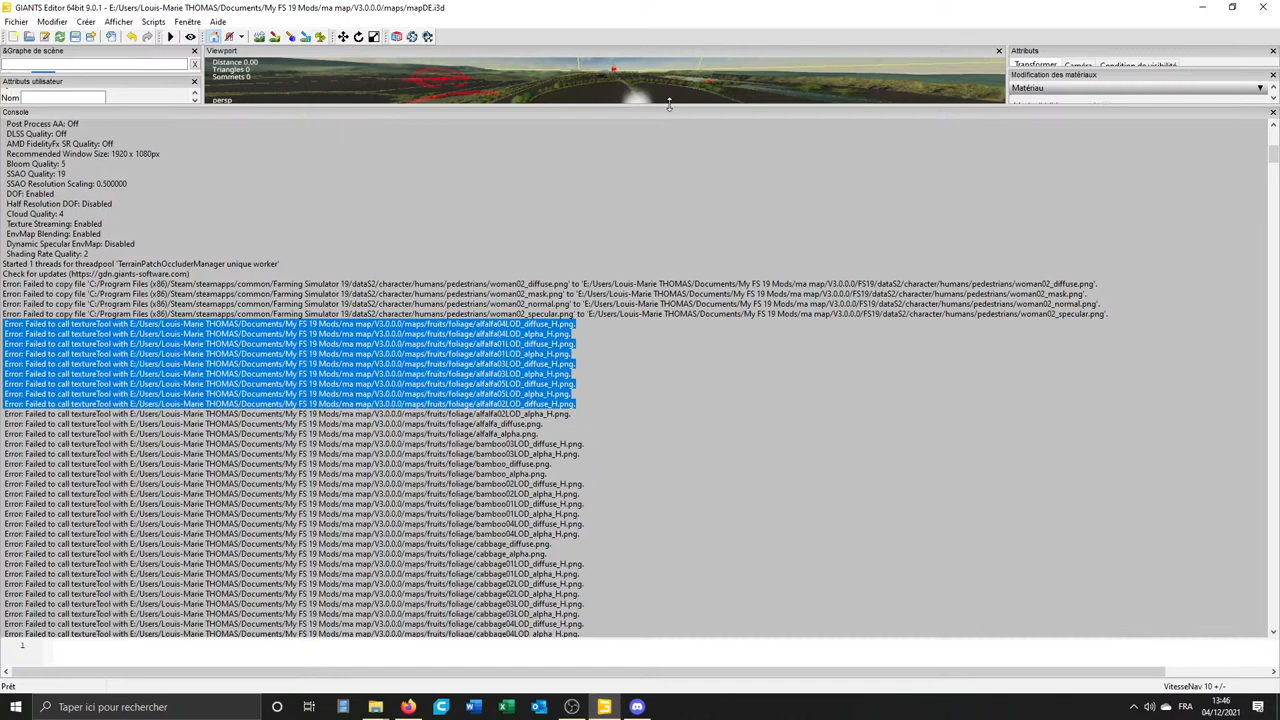 GIANTS Editor 64bit 9.0.1 - E:/Users/Louis-Marie THOMAS/Documents/My FS 19 Mods/ma map/V3.0.0.0/maps/mapDE.i3d
Fichier Modifier Créer Afficher Scripts Fenêtre Aide
&Graphe de scène
Viewport
Attributs
Distance 0.00
Triangles 0
Sommets 0
persp
Transformer Caméra Condition de visibilité
Attributs utilisateur
Modification des matériaux
Nom
Matériau
Console
Post Process AA: Off
DLSS Quality: Off
AMD FidelityFx SR Quality: Off
Recommended Window Size: 1920 x 1080px
Bloom Quality: 5
SSAO Quality: 19
SSAO Resolution Scaling: 0.500000
DOF: Enabled
Half Resolution DOF: Disabled
Cloud Quality: 4
Texture Streaming: Enabled
EnvMap Blending: Enabled
Dynamic Specular EnvMap: Disabled
Shading Rate Quality: 2
Started 1 threads for threadpool 'TerrainPatchOccluderManager unique worker'
Check for updates (https://gdn.giants-software.com)
Error: Failed to copy file 'C:/Program Files (x86)/Steam/steamapps/common/Farming Simulator 19/dataS2/character/humans/pedestrians/woman02_diffuse.png' to 'E:/Users/Louis-Marie THOMAS/Documents/My FS 19 Mods/ma map/V3.0.0.0/FS19/dataS2/character/humans/pedestrians/woman02_diffuse.png'.
Error: Failed to copy file 'C:/Program Files (x86)/Steam/steamapps/common/Farming Simulator 19/dataS2/character/humans/pedestrians/woman02_mask.png' to 'E:/Users/Louis-Marie THOMAS/Documents/My FS 19 Mods/ma map/V3.0.0.0/FS19/dataS2/character/humans/pedestrians/woman02_mask.png'.
Error: Failed to copy file 'C:/Program Files (x86)/Steam/steamapps/common/Farming Simulator 19/dataS2/character/humans/pedestrians/woman02_normal.png' to 'E:/Users/Louis-Marie THOMAS/Documents/My FS 19 Mods/ma map/V3.0.0.0/FS19/dataS2/character/humans/pedestrians/woman02_normal.png'.
Error: Failed to copy file 'C:/Program Files (x86)/Steam/steamapps/common/Farming Simulator 19/dataS2/character/humans/pedestrians/woman02_specular.png' to 'E:/Users/Louis-Marie THOMAS/Documents/My FS 19 Mods/ma map/V3.0.0.0/FS19/dataS2/character/humans/pedestrians/woman02_specular.png'.
Error: Failed to call textureTool with E:/Users/Louis-Marie THOMAS/Documents/My FS 19 Mods/ma map/V3.0.0.0/maps/fruits/foliage/alfalfa04LOD_diffuse_H.png.
Error: Failed to call textureTool with E:/Users/Louis-Marie THOMAS/Documents/My FS 19 Mods/ma map/V3.0.0.0/maps/fruits/foliage/alfalfa04LOD_alpha_H.png.
Error: Failed to call textureTool with E:/Users/Louis-Marie THOMAS/Documents/My FS 19 Mods/ma map/V3.0.0.0/maps/fruits/foliage/alfalfa01LOD_diffuse_H.png.
Error: Failed to call textureTool with E:/Users/Louis-Marie THOMAS/Documents/My FS 19 Mods/ma map/V3.0.0.0/maps/fruits/foliage/alfalfa01LOD_alpha_H.png.
Error: Failed to call textureTool with E:/Users/Louis-Marie THOMAS/Documents/My FS 19 Mods/ma map/V3.0.0.0/maps/fruits/foliage/alfalfa03LOD_diffuse_H.png.
Error: Failed to call textureTool with E:/Users/Louis-Marie THOMAS/Documents/My FS 19 Mods/ma map/V3.0.0.0/maps/fruits/foliage/alfalfa03LOD_alpha_H.png.
Error: Failed to call textureTool with E:/Users/Louis-Marie THOMAS/Documents/My FS 19 Mods/ma map/V3.0.0.0/maps/fruits/foliage/alfalfa05LOD_diffuse_H.png.
Error: Failed to call textureTool with E:/Users/Louis-Marie THOMAS/Documents/My FS 19 Mods/ma map/V3.0.0.0/maps/fruits/foliage/alfalfa05LOD_alpha_H.png.
Error: Failed to call textureTool with E:/Users/Louis-Marie THOMAS/Documents/My FS 19 Mods/ma map/V3.0.0.0/maps/fruits/foliage/alfalfa02LOD_diffuse_H.png.
Error: Failed to call textureTool with E:/Users/Louis-Marie THOMAS/Documents/My FS 19 Mods/ma map/V3.0.0.0/maps/fruits/foliage/alfalfa02LOD_alpha_H.png.
Error: Failed to call textureTool with E:/Users/Louis-Marie THOMAS/Documents/My FS 19 Mods/ma map/V3.0.0.0/maps/fruits/foliage/alfalfa_diffuse.png.
Error: Failed to call textureTool with E:/Users/Louis-Marie THOMAS/Documents/My FS 19 Mods/ma map/V3.0.0.0/maps/fruits/foliage/alfalfa_alpha.png.
Error: Failed to call textureTool with E:/Users/Louis-Marie THOMAS/Documents/My FS 19 Mods/ma map/V3.0.0.0/maps/fruits/foliage/bamboo03LOD_diffuse_H.png.
Error: Failed to call textureTool with E:/Users/Louis-Marie THOMAS/Documents/My FS 19 Mods/ma map/V3.0.0.0/maps/fruits/foliage/bamboo03LOD_alpha_H.png.
Error: Failed to call textureTool with E:/Users/Louis-Marie THOMAS/Documents/My FS 19 Mods/ma map/V3.0.0.0/maps/fruits/foliage/bamboo_diffuse.png.
Error: Failed to call textureTool with E:/Users/Louis-Marie THOMAS/Documents/My FS 19 Mods/ma map/V3.0.0.0/maps/fruits/foliage/bamboo_alpha.png.
Error: Failed to call textureTool with E:/Users/Louis-Marie THOMAS/Documents/My FS 19 Mods/ma map/V3.0.0.0/maps/fruits/foliage/bamboo02LOD_diffuse_H.png.
Error: Failed to call textureTool with E:/Users/Louis-Marie THOMAS/Documents/My FS 19 Mods/ma map/V3.0.0.0/maps/fruits/foliage/bamboo02LOD_alpha_H.png.
Error: Failed to call textureTool with E:/Users/Louis-Marie THOMAS/Documents/My FS 19 Mods/ma map/V3.0.0.0/maps/fruits/foliage/bamboo01LOD_diffuse_H.png.
Error: Failed to call textureTool with E:/Users/Louis-Marie THOMAS/Documents/My FS 19 Mods/ma map/V3.0.0.0/maps/fruits/foliage/bamboo01LOD_alpha_H.png.
Error: Failed to call textureTool with E:/Users/Louis-Marie THOMAS/Documents/My FS 19 Mods/ma map/V3.0.0.0/maps/fruits/foliage/bamboo04LOD_diffuse_H.png.
Error: Failed to call textureTool with E:/Users/Louis-Marie THOMAS/Documents/My FS 19 Mods/ma map/V3.0.0.0/maps/fruits/foliage/bamboo04LOD_alpha_H.png.
Error: Failed to call textureTool with E:/Users/Louis-Marie THOMAS/Documents/My FS 19 Mods/ma map/V3.0.0.0/maps/fruits/foliage/cabbage_diffuse.png.
Error: Failed to call textureTool with E:/Users/Louis-Marie THOMAS/Documents/My FS 19 Mods/ma map/V3.0.0.0/maps/fruits/foliage/cabbage_alpha.png.
Error: Failed to call textureTool with E:/Users/Louis-Marie THOMAS/Documents/My FS 19 Mods/ma map/V3.0.0.0/maps/fruits/foliage/cabbage01LOD_diffuse_H.png.
Error: Failed to call textureTool with E:/Users/Louis-Marie THOMAS/Documents/My FS 19 Mods/ma map/V3.0.0.0/maps/fruits/foliage/cabbage01LOD_alpha_H.png.
Error: Failed to call textureTool with E:/Users/Louis-Marie THOMAS/Documents/My FS 19 Mods/ma map/V3.0.0.0/maps/fruits/foliage/cabbage02LOD_diffuse_H.png.
Error: Failed to call textureTool with E:/Users/Louis-Marie THOMAS/Documents/My FS 19 Mods/ma map/V3.0.0.0/maps/fruits/foliage/cabbage02LOD_alpha_H.png.
Error: Failed to call textureTool with E:/Users/Louis-Marie THOMAS/Documents/My FS 19 Mods/ma map/V3.0.0.0/maps/fruits/foliage/cabbage03LOD_diffuse_H.png.
Error: Failed to call textureTool with E:/Users/Louis-Marie THOMAS/Documents/My FS 19 Mods/ma map/V3.0.0.0/maps/fruits/foliage/cabbage03LOD_alpha_H.png.
Error: Failed to call textureTool with E:/Users/Louis-Marie THOMAS/Documents/My FS 19 Mods/ma map/V3.0.0.0/maps/fruits/foliage/cabbage04LOD_diffuse_H.png.
Error: Failed to call textureTool with E:/Users/Louis-Marie THOMAS/Documents/My FS 19 Mods/ma map/V3.0.0.0/maps/fruits/foliage/cabbage04LOD_alpha_H.png.
1
Prêt
VitesseNav 10 +/-
Taper ici pour rechercher
FRA
13:46
04/12/2021